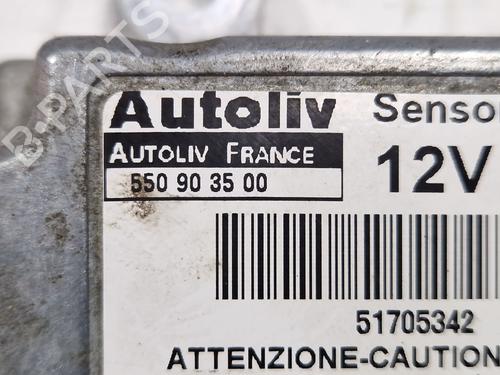 Autoliv Senso
AUTOLIV FRANCE
550 90 35 00
12V
51705342
ATTENZIONE-CAUTION
B-PARTS